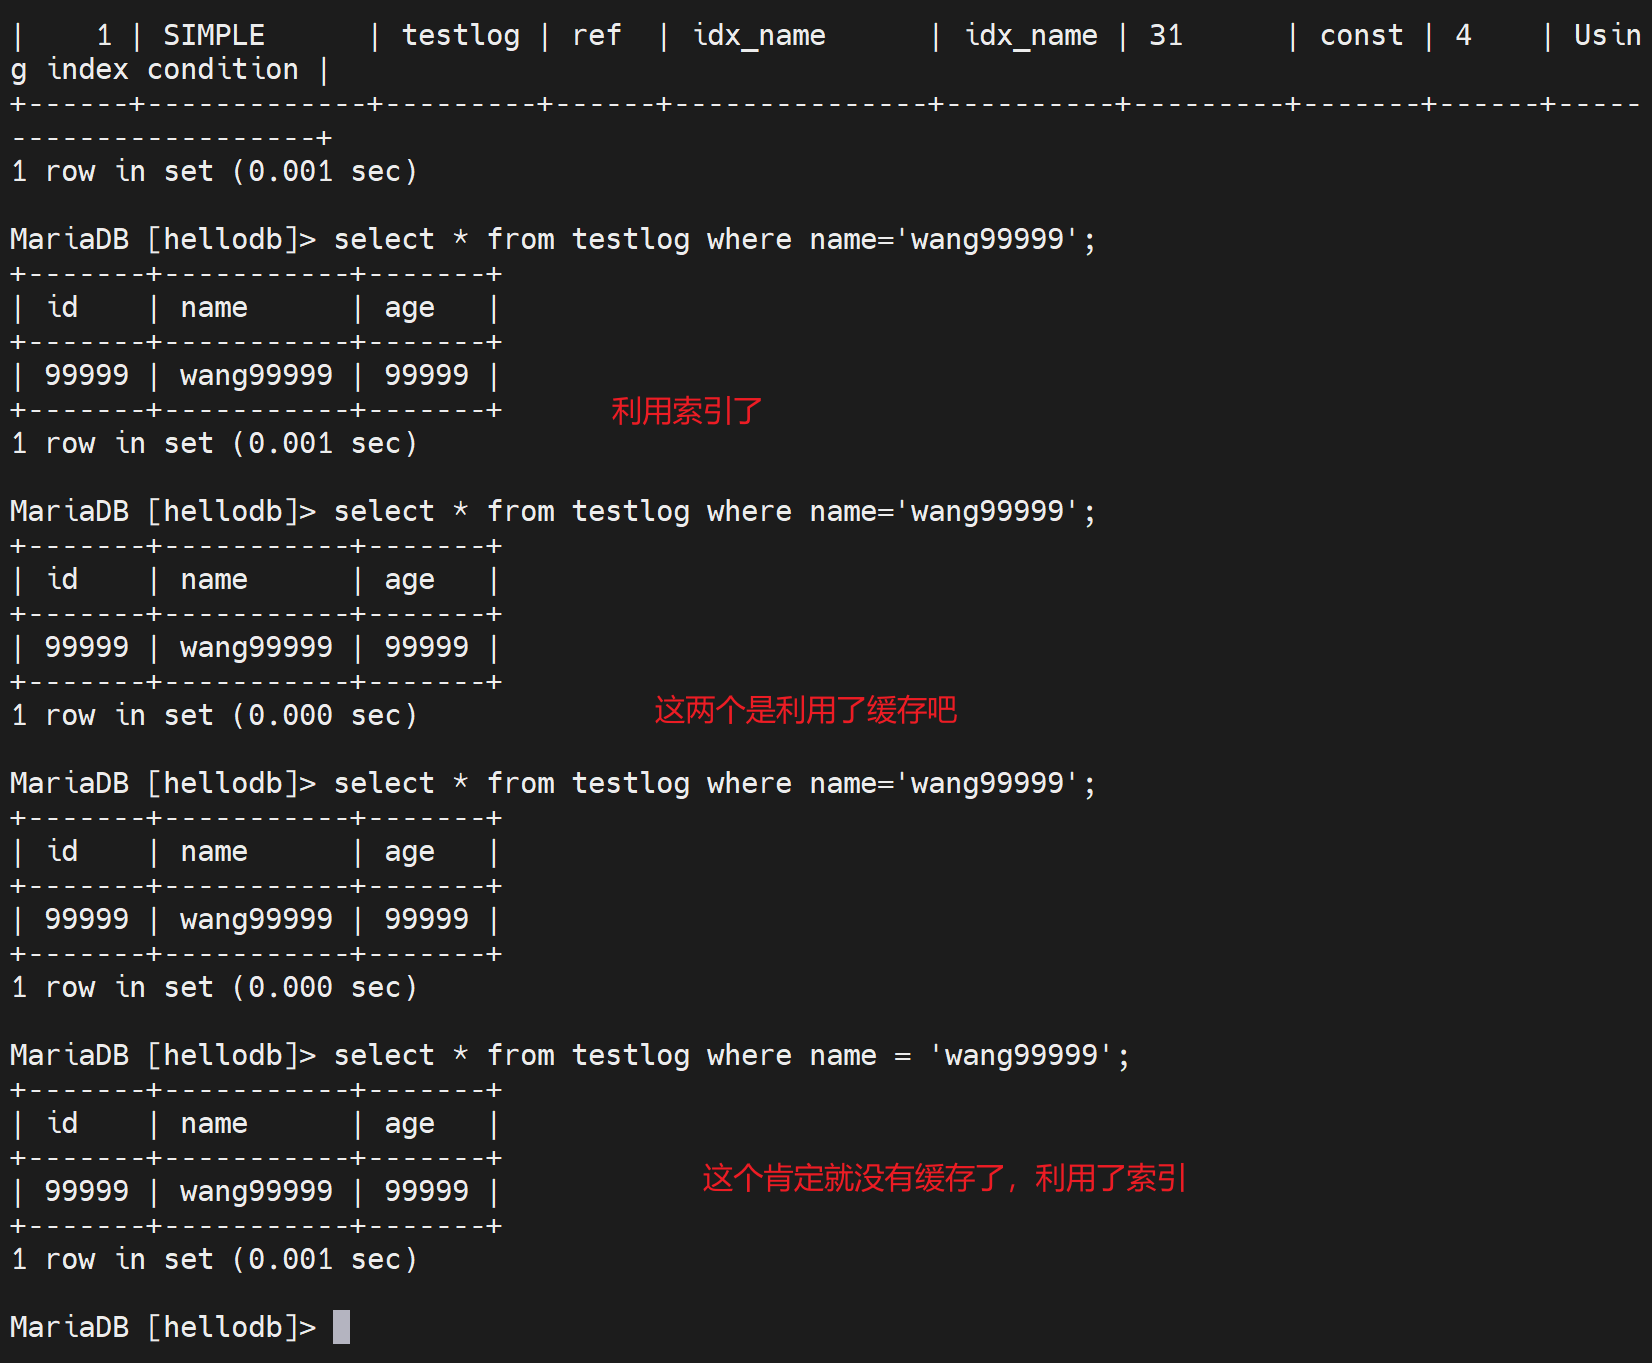 |    1 | SIMPLE      | testlog | ref  | idx_name      | idx_name | 31      | const | 4    | Usin
g index condition |
+------+-------------+---------+------+---------------+----------+---------+-------+------+-----
------------------+
1 row in set (0.001 sec)
MariaDB [hellodb]> select * from testlog where name='wang99999';
+-------+-----------+-------+
| id    | name      | age   |
+-------+-----------+-------+
| 99999 | wang99999 | 99999 |
+-------+-----------+-------+
利用索引了
1 row in set (0.001 sec)
MariaDB [hellodb]> select * from testlog where name='wang99999';
+-------+-----------+-------+
| id    | name      | age   |
+-------+-----------+-------+
| 99999 | wang99999 | 99999 |
+-------+-----------+-------+
1 row in set (0.000 sec)
这两个是利用了缓存吧
MariaDB [hellodb]> select * from testlog where name='wang99999';
+-------+-----------+-------+
| id    | name      | age   |
+-------+-----------+-------+
| 99999 | wang99999 | 99999 |
+-------+-----------+-------+
1 row in set (0.000 sec)
MariaDB [hellodb]> select * from testlog where name = 'wang99999';
+-------+-----------+-------+
| id    | name      | age   |
+-------+-----------+-------+
| 99999 | wang99999 | 99999 |
这个肯定就没有缓存了，利用了索引
+-------+-----------+-------+
1 row in set (0.001 sec)
MariaDB [hellodb]>